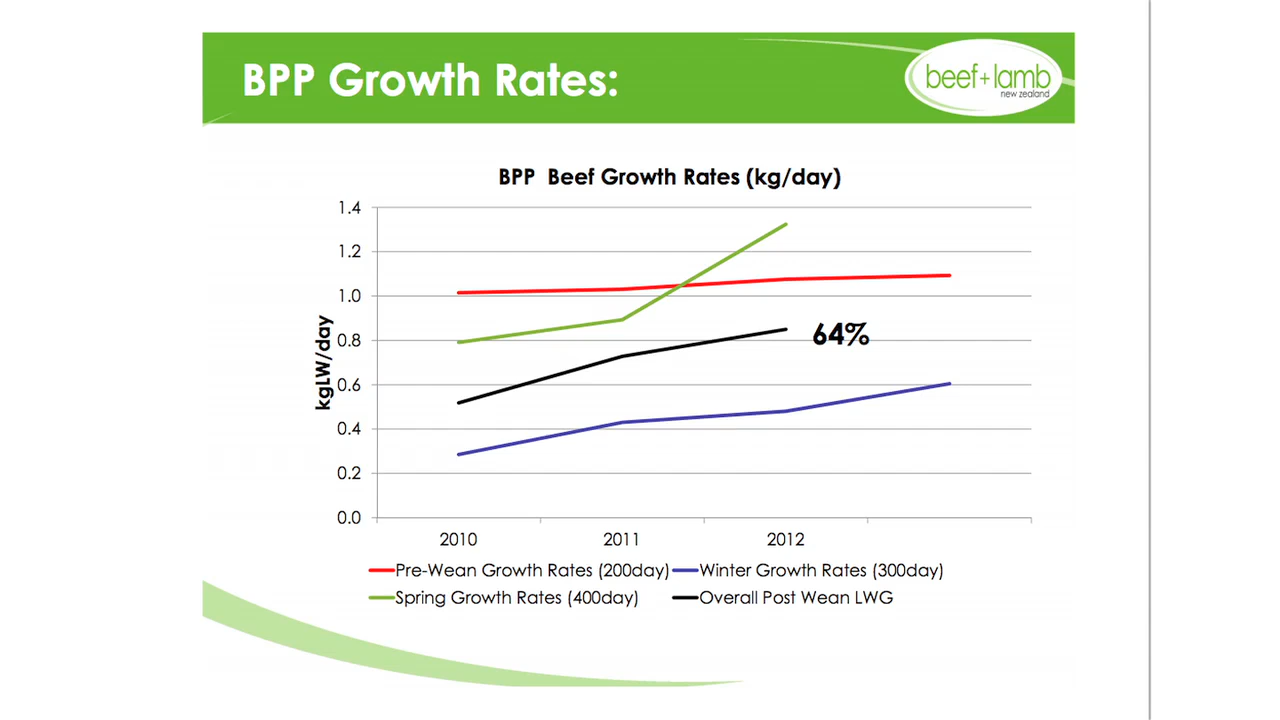 BPP Growth Rates:
beef+lamb
new zealand
BPP Beef Growth Rates (kg/day)
1.4
1.2
1.0
0.8
0.6
0.4
0.2
0.0
kgLW/day
64%
2010 2011 2012
Pre-Wean Growth Rates (200day) Winter Growth Rates (300day)
Spring Growth Rates (400day) Overall Post Wean LWG